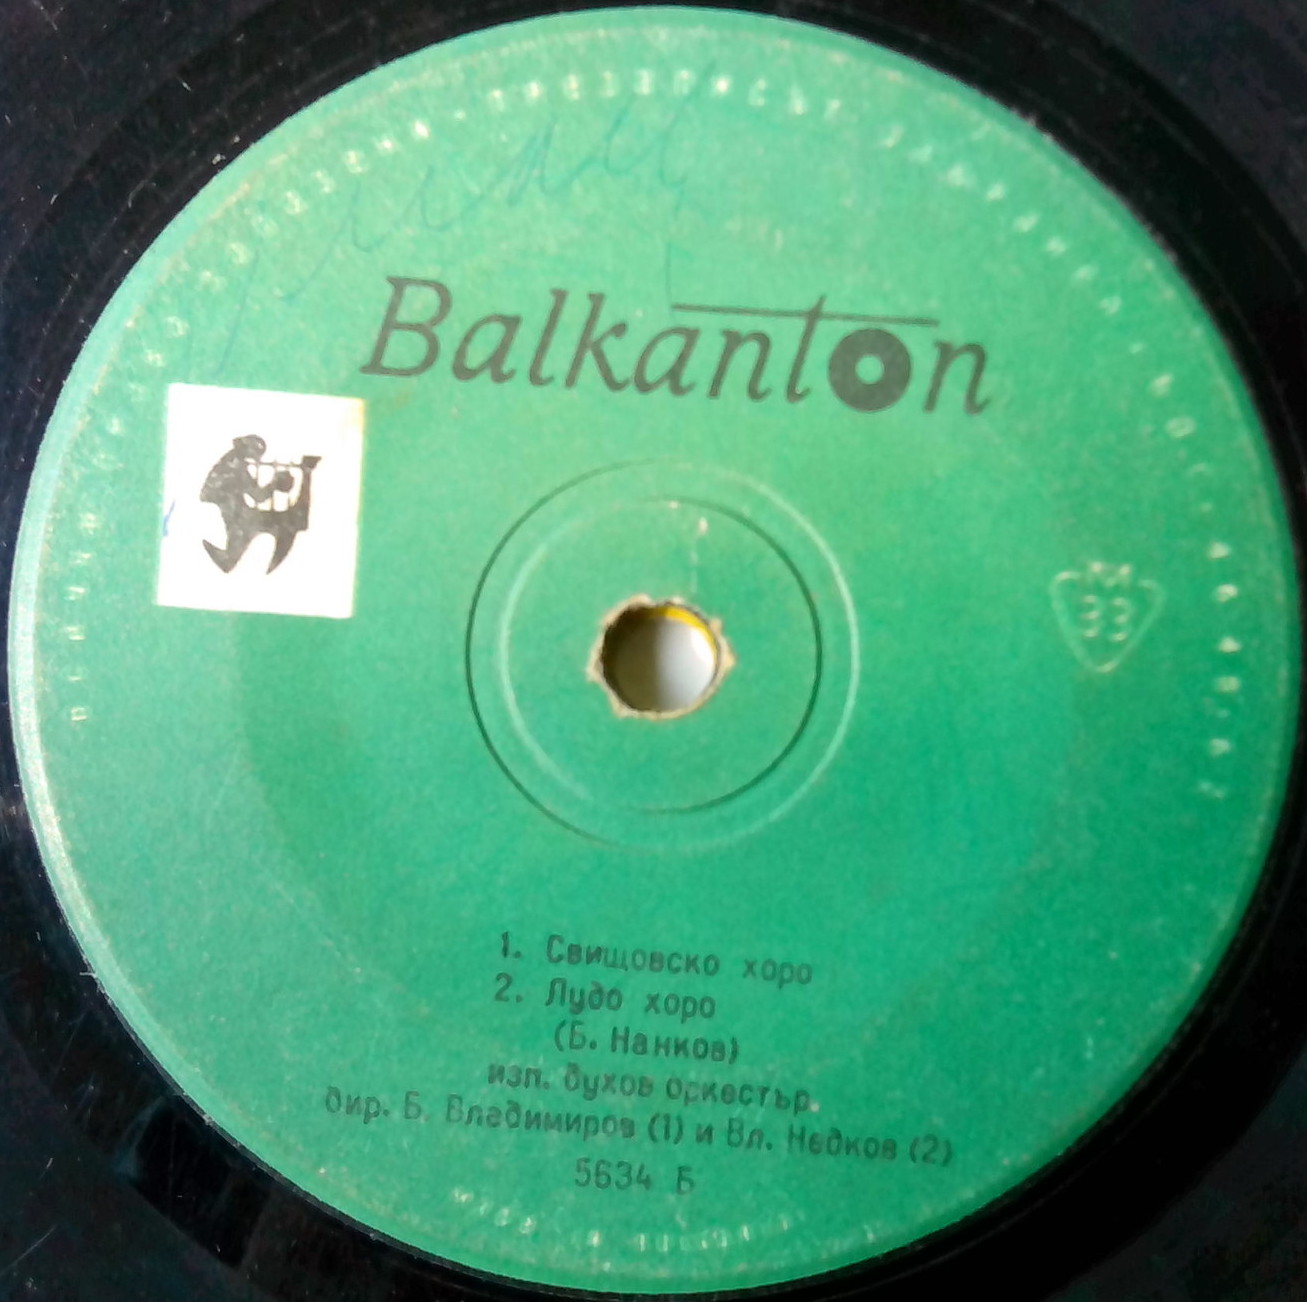 Balkanton
33
1. Свищовско хоро
2. Лудо хоро
(Б. Нанков)
изп. духов оркестър.
дир. Б. Владимиров (1) и Вл. Недков (2)
5634 Б